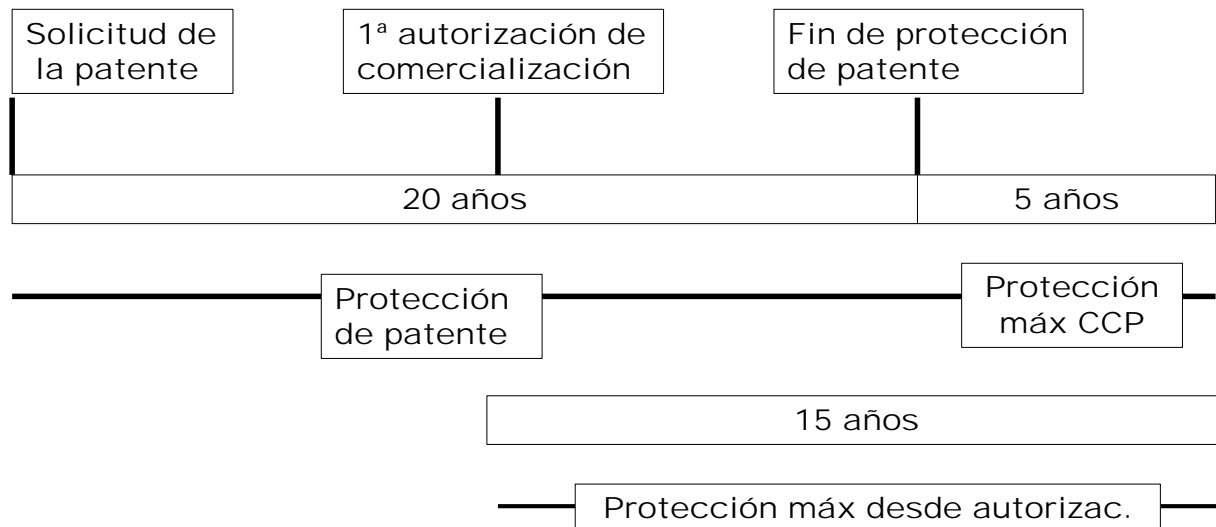 Solicitud de
la patente
1ª autorización de
comercialización
Fin de protección
de patente
20 años
5 años
Protección
de patente
Protección
máx CCP
15 años
Protección máx desde autorizac.